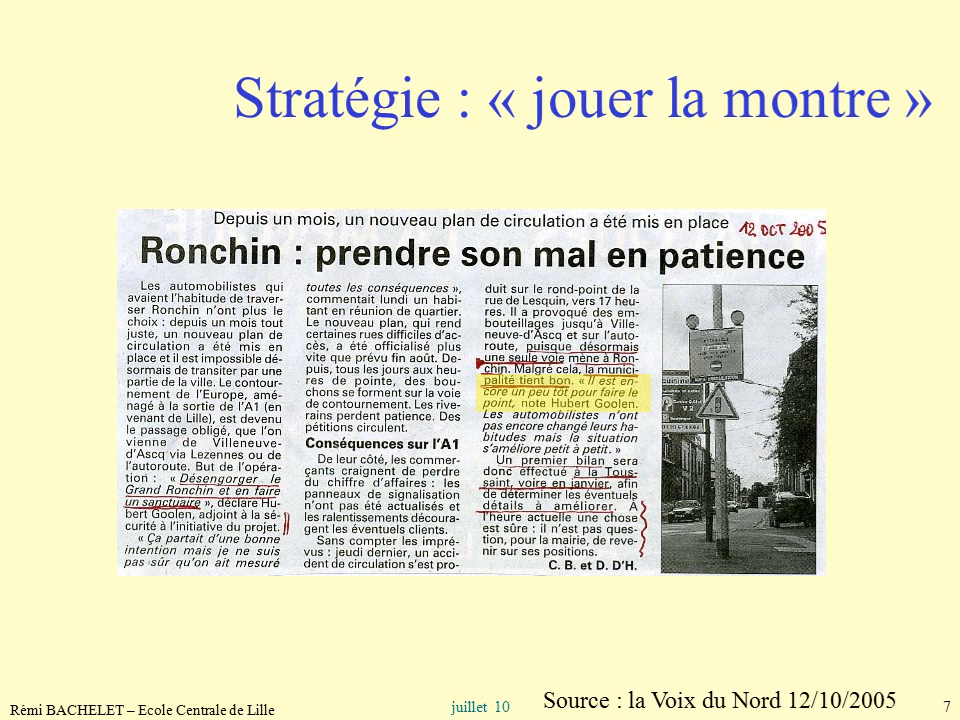 Stratégie : « jouer la montre »
Depuis un mois, un nouveau plan de circulation a été mis en place
12 OCT 2005
Ronchin : prendre son mal en patience
Les automobilistes qui
avaient l'habitude de traver-
ser Ronchin n'ont plus le
choix : depuis un mois tout
juste, un nouveau plan de
circulation a été mis en
place et il est impossible dé-
sormais de transiter par une
partie de la ville. Le contour-
nement de l'Europe, amé-
nagé à la sortie de l'A1 (en
venant de Lille), est devenu
le passage obligé, que l'on
vienne de Villeneuve-
d'Ascq via Lezennes ou de
l'autoroute. But de l'opéra-
tion : « Désengorger le
Grand Ronchin et en faire
un sanctuaire », déclare Hu-
bert Goolen, adjoint à la sé-
curité à l'initiative du projet.
« Ça partait d'une bonne
intention mais je ne suis
pas sûr qu'on ait mesuré
toutes les conséquences »,
commentait lundi un habi-
tant en réunion de quartier.
Le nouveau plan, qui rend
certaines rues difficiles d'ac-
cès, a été officialisé plus
vite que prévu fin août. De-
puis, tous les jours aux heu-
res de pointe, des bou-
chons se forment sur la voie
de contournement. Les rive-
rains perdent patience. Des
pétitions circulent.
Conséquences sur l'A1
De leur côté, les commer-
çants craignent de perdre
du chiffre d'affaires : les
panneaux de signalisation
n'ont pas été actualisés et
les ralentissements découra-
gent les éventuels clients.
Sans compter les impré-
vus : jeudi dernier, un acci-
dent de circulation s'est pro-
duit sur le rond-point de la
rue de Lesquin, vers 17 heu-
res. Il a provoqué des em-
bouteillages jusqu'à Ville-
neuve-d'Ascq et sur l'auto-
route, puisque désormais
une seule voie mène à Ron-
chin. Malgré cela, la munici-
palité tient bon. « Il est en-
core un peu tôt pour faire le
point, note Hubert Goolen.
Les automobilistes n'ont
pas encore changé leurs ha-
bitudes mais la situation
s'améliore petit à petit. »
Un premier bilan sera
donc effectué à la Tous-
saint, voire en janvier, afin
de déterminer les éventuels
détails à améliorer. A
l'heure actuelle une chose
est sûre : il n'est pas ques-
tion, pour la mairie, de reve-
nir sur ses positions.
C. B. et D. D'H.
Source : la Voix du Nord 12/10/2005
Rémi BACHELET – Ecole Centrale de Lille
juillet 10
7